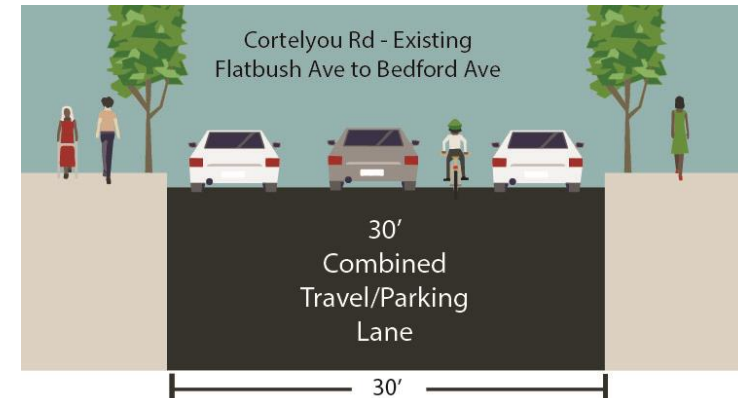 Cortelyou Rd - Existing
Flatbush Ave to Bedford Ave
30'
Combined
Travel/Parking
Lane
30'